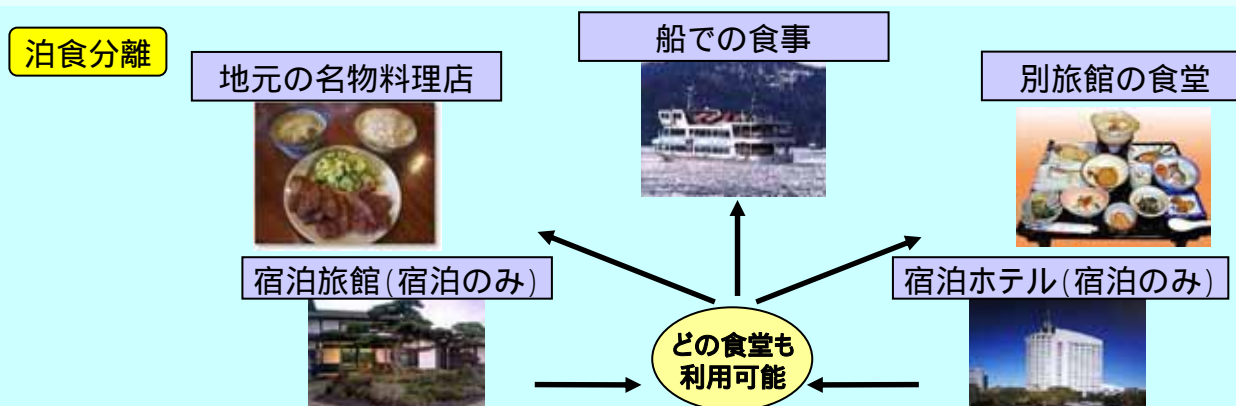 泊食分離
船での食事
地元の名物料理店
別旅館の食堂
宿泊旅館(宿泊のみ)
宿泊ホテル(宿泊のみ)
どの食堂も
利用可能